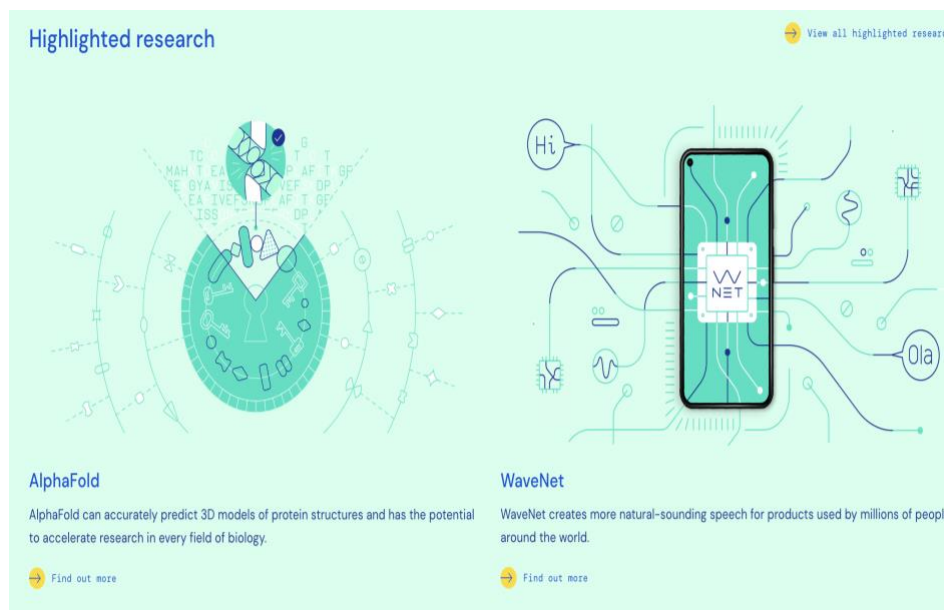 Highlighted research
View all highlighted resear
Hi
NET
Ola
AlphaFold
WaveNet
AlphaFold can accurately predict 3D models of protein structures and has the potential
to accelerate research in every field of biology.
WaveNet creates more natural-sounding speech for products used by millions of peopl
around the world.
Find out more
Find out more